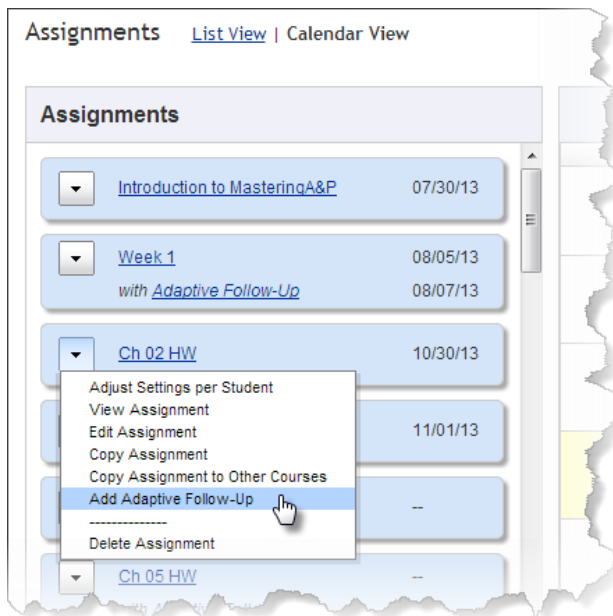 Assignments List View | Calendar View
Assignments
Introduction to MasteringA&P 07/30/13
Week 1 08/05/13
with Adaptive Follow-Up 08/07/13
Ch 02 HW 10/30/13
Adjust Settings per Student
View Assignment
Edit Assignment 11/01/13
Copy Assignment
Copy Assignment to Other Courses
Add Adaptive Follow-Up --
--------------
Delete Assignment
Ch 05 HW --